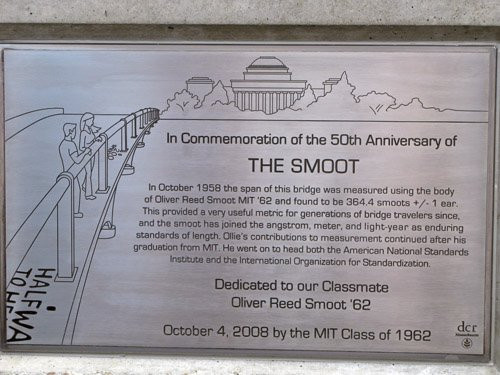 In Commemoration of the 50th Anniversary of
THE SMOOT
In October 1958 the span of this bridge was measured using the body
of Oliver Reed Smoot MIT '62 and found to be 364.4 smoots +/- 1 ear.
This provided a very useful metric for generations of bridge travelers since,
and the smoot has joined the angstrom, meter, and light-year as enduring
standards of length. Ollie's contributions to measurement continued after his
graduation from MIT. He went on to head both the American National Standards
Institute and the International Organization for Standardization.
Dedicated to our Classmate
Oliver Reed Smoot '62
October 4, 2008 by the MIT Class of 1962
HALFWA
TO HE
dcr